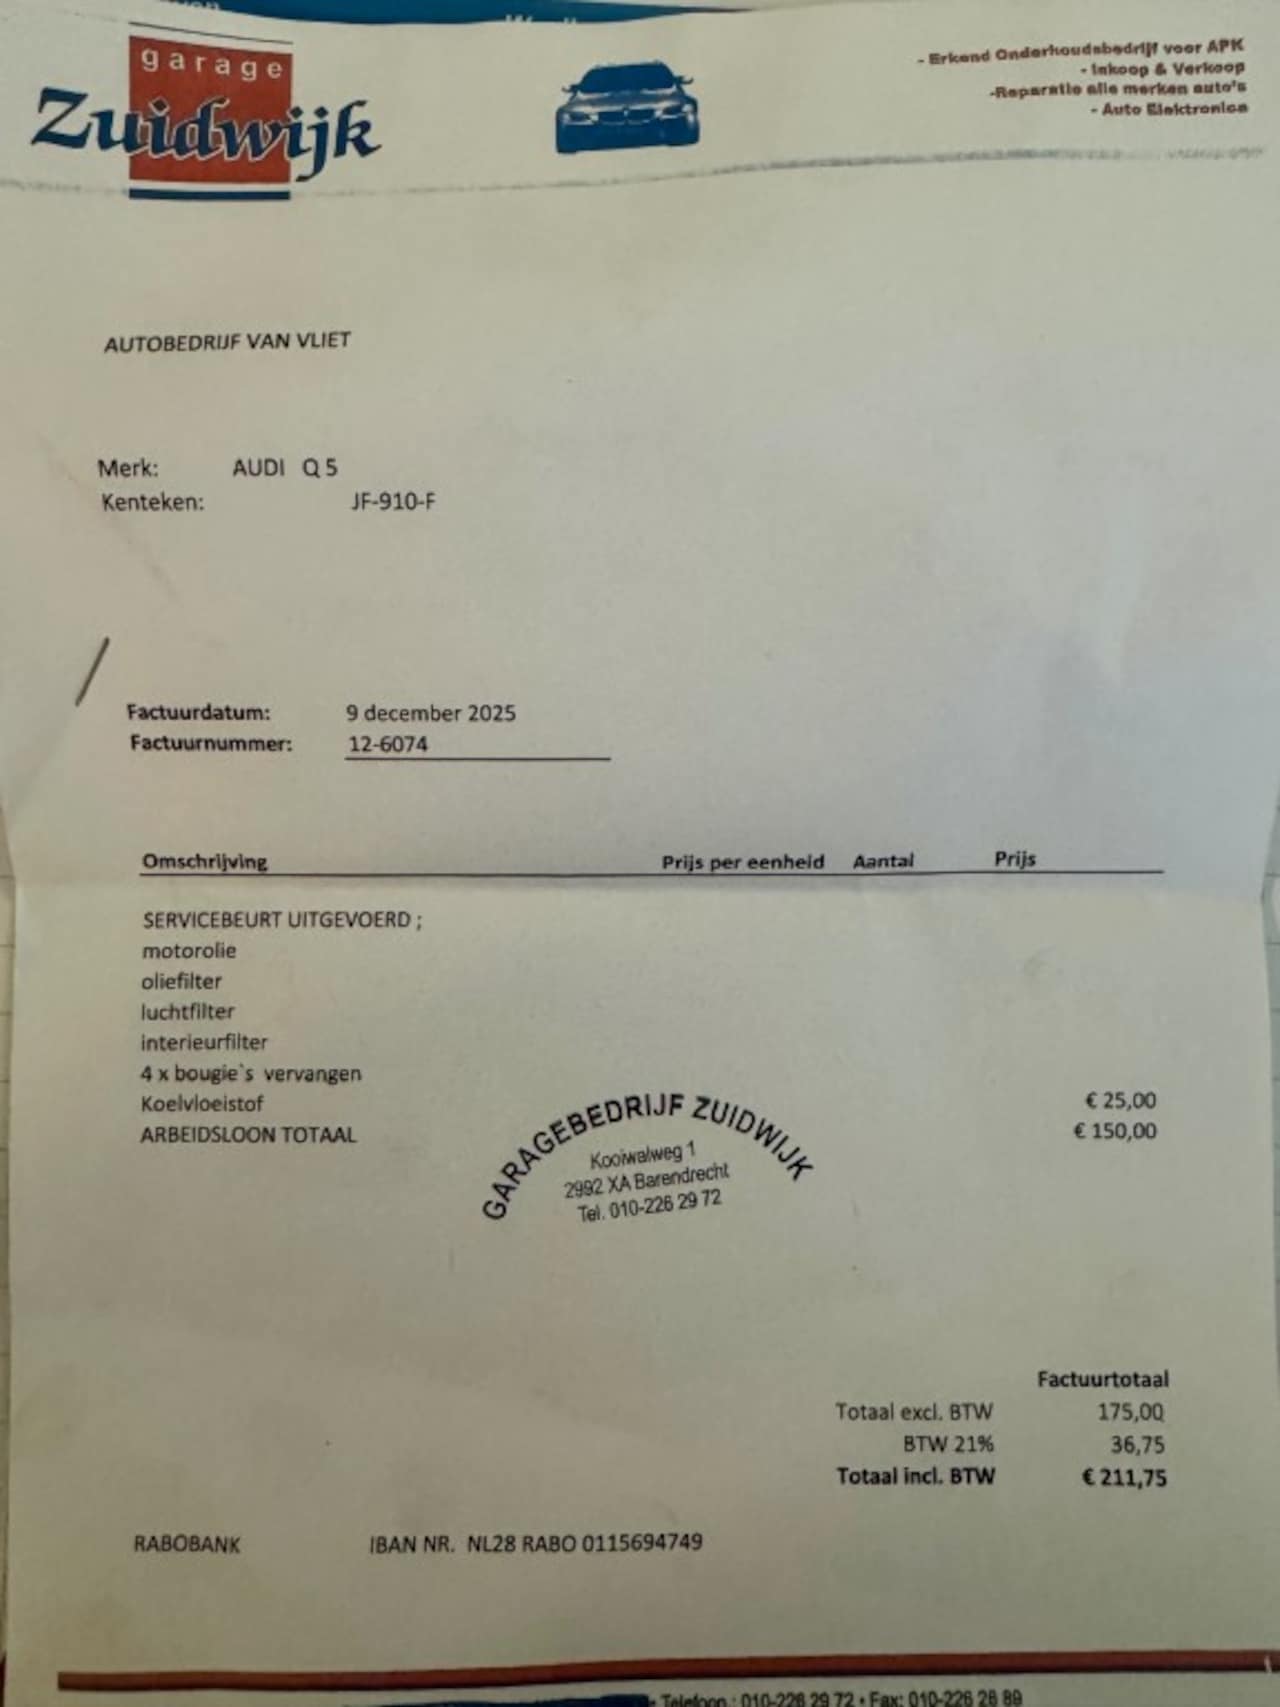 garage
Zuidwijk
- Erkend Onderhoudsbedrijf voor APK
- Inkoop & Verkoop
-Reparatie alle merken auto's
- Auto Elektronica
AUTOBEDRIJF VAN VLIET
Merk: AUDI Q 5
Kenteken: JF-910-F
Factuurdatum: 9 december 2025
Factuurnummer: 12-6074
Omschrijving Prijs per eenheid Aantal Prijs
SERVICEBEURT UITGEVOERD ;
motorolie
oliefilter
luchtfilter
interieurfilter
4 x bougie`s vervangen
Koelvloeistof € 25,00
ARBEIDSLOON TOTAAL € 150,00
GARAGEBEDRIJF ZUIDWIJK
Kooiwalweg 1
2992 XA Barendrecht
Tel. 010-226 29 72
Factuurtotaal
Totaal excl. BTW 175,00
BTW 21% 36,75
Totaal incl. BTW € 211,75
RABOBANK IBAN NR. NL28 RABO 0115694749
- Telefoon.: 010-226 29 72 • Fax: 010-226 28 89